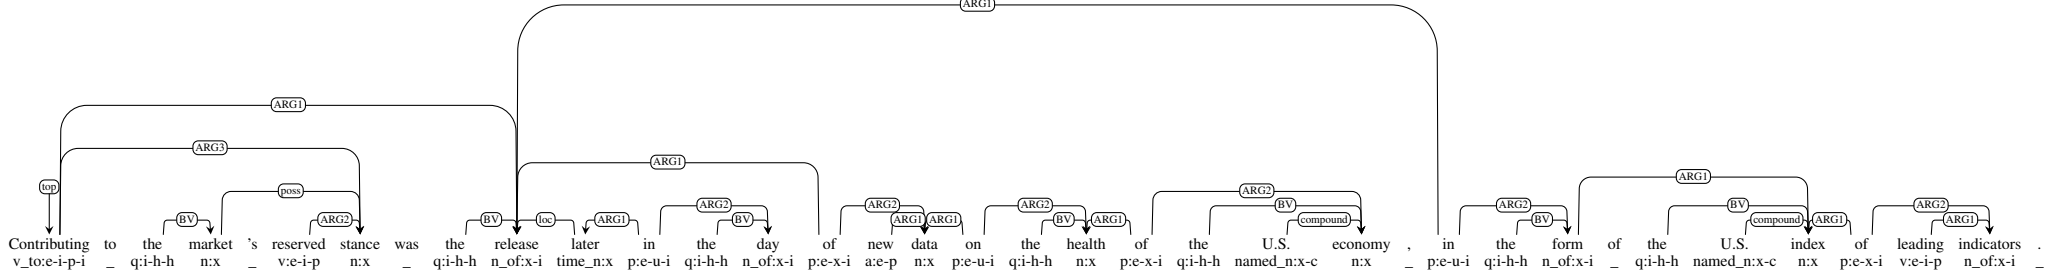 ARG1
ARG1
ARG3 ARG1
top poss ARG2 ARG1
ARG2 ARG2 ARG2 BV ARG2 BV ARG2
BV ARG2 BV loc ARG1 BV ARG1 ARG1 BV ARG1 compound BV compound ARG1 ARG1
Contributing to the market 's reserved stance was the release later in the day of new data on the health of the U.S. economy , in the form of the U.S. index of leading indicators .
v_to:e-i-p-i _ q:i-h-h n:x _ v:e-i-p n:x _ q:i-h-h n_of:x-i time_n:x p:e-u-i q:i-h-h n_of:x-i p:e-x-i a:e-p n:x p:e-u-i q:i-h-h n:x p:e-x-i q:i-h-h named_n:x-c n:x _ p:e-u-i q:i-h-h n_of:x-i _ q:i-h-h named_n:x-c n:x p:e-x-i v:e-i-p n_of:x-i _